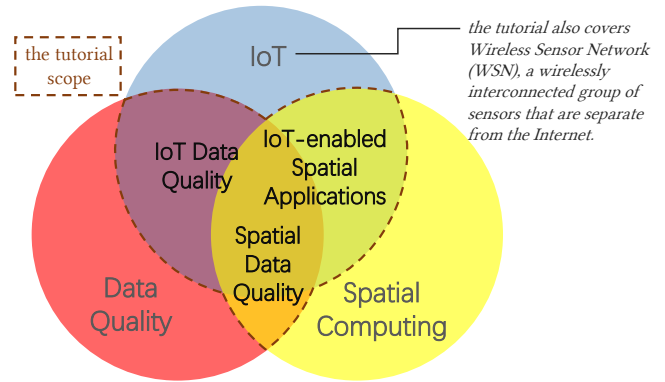 the tutorial
scope
IoT
the tutorial also covers
Wireless Sensor Network
(WSN), a wirelessly
interconnected group of
sensors that are separate
from the Internet.
IoT Data
Quality
IoT-enabled
Spatial
Applications
Spatial
Data
Quality
Data
Quality
Spatial
Computing